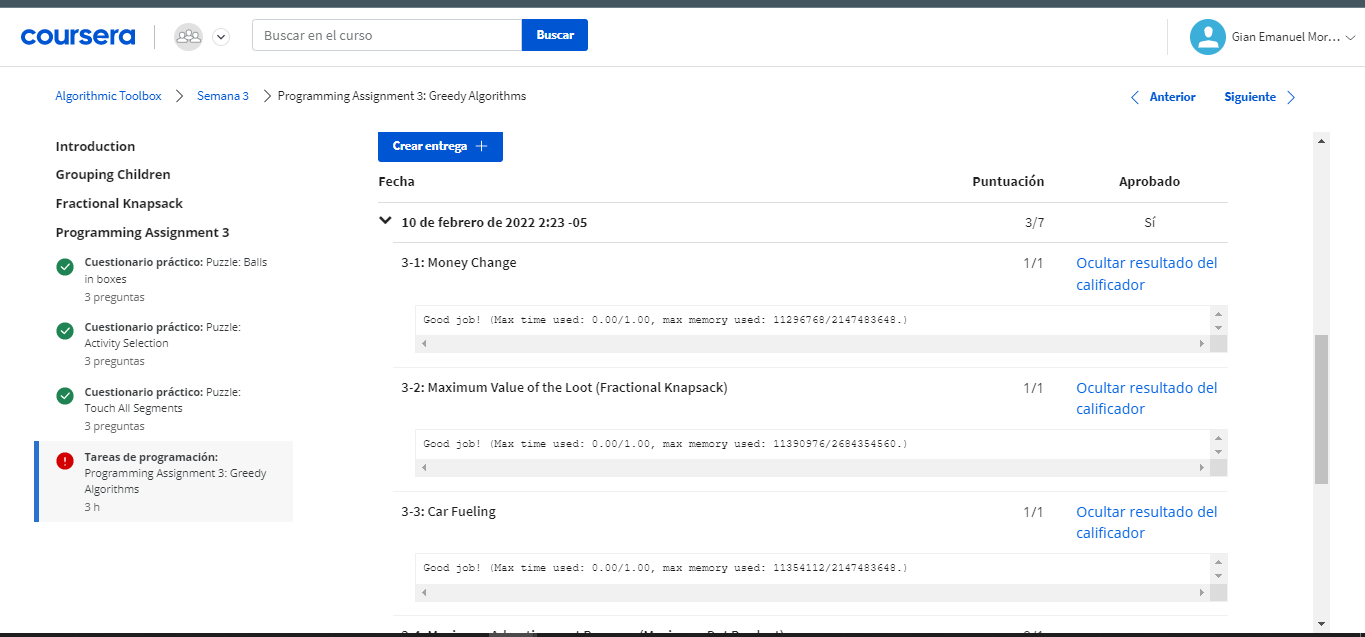 coursera
Buscar en el curso
Buscar
Gian Emanuel Mor...
Algorithmic Toolbox
Semana 3
Programming Assignment 3: Greedy Algorithms
Anterior
Siguiente
Introduction
Grouping Children
Fractional Knapsack
Programming Assignment 3
Cuestionario práctico: Puzzle: Balls
in boxes
3 preguntas
Cuestionario práctico: Puzzle:
Activity Selection
3 preguntas
Cuestionario práctico: Puzzle:
Touch All Segments
3 preguntas
Tareas de programación:
Programming Assignment 3: Greedy
Algorithms
3 h
Crear entrega
Fecha Puntuación Aprobado
10 de febrero de 2022 2:23 -05 3/7 Sí
3-1: Money Change 1/1 Ocultar resultado del
calificador
Good job! (Max time used: 0.00/1.00, max memory used: 11296768/2147483648.)
3-2: Maximum Value of the Loot (Fractional Knapsack) 1/1 Ocultar resultado del
calificador
Good job! (Max time used: 0.00/1.00, max memory used: 11390976/2684354560.)
3-3: Car Fueling 1/1 Ocultar resultado del
calificador
Good job! (Max time used: 0.00/1.00, max memory used: 11354112/2147483648.)